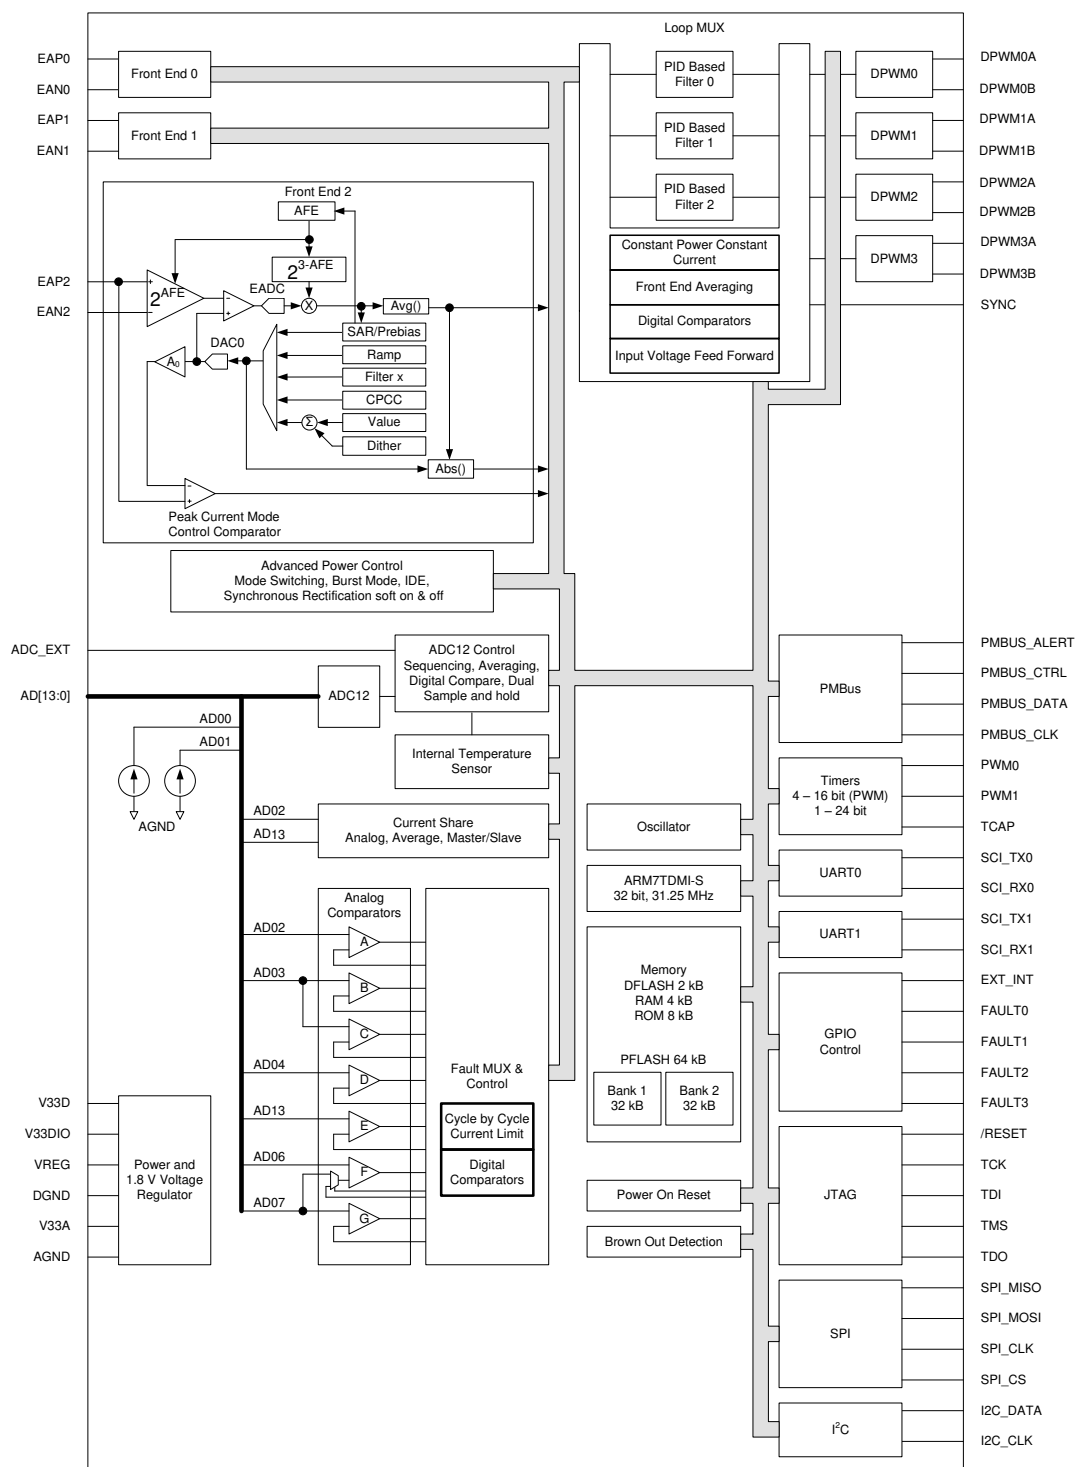 Loop MUX
EAP0
EAN0
EAP1
EAN1
Front End 0
Front End 1
PID Based
Filter 0
PID Based
Filter 1
PID Based
Filter 2
Constant Power Constant
Current
Front End Averaging
Digital Comparators
Input Voltage Feed Forward
DPWM0
DPWM1
DPWM2
DPWM3
DPWM0A
DPWM0B
DPWM1A
DPWM1B
DPWM2A
DPWM2B
DPWM3A
DPWM3B
SYNC
Front End 2
AFE
2^3-AFE
EAP2
EAN2
+
−
2^AFE
−
+
EADC
X
Avg()
SAR/Prebias
Ramp
Filter x
CPCC
Value
Dither
Σ
DAC0
A0
Abs()
−
+
Peak Current Mode
Control Comparator
Advanced Power Control
Mode Switching, Burst Mode, IDE,
Synchronous Rectification soft on & off
ADC_EXT
AD[13:0]
ADC12 Control
Sequencing, Averaging,
Digital Compare, Dual
Sample and hold
ADC12
AD00
AD01
AGND
Internal Temperature
Sensor
AD02
AD13
Current Share
Analog, Average, Master/Slave
Analog
Comparators
AD02
AD03
AD04
AD13
AD06
AD07
A
B
C
D
E
F
G
Fault MUX &
Control
Cycle by Cycle
Current Limit
Digital
Comparators
V33D
V33DIO
VREG
DGND
V33A
AGND
Power and
1.8 V Voltage
Regulator
Oscillator
ARM7TDMI-S
32 bit, 31.25 MHz
Memory
DFLASH 2 kB
RAM 4 kB
ROM 8 kB
PFLASH 64 kB
Bank 1
32 kB
Bank 2
32 kB
Power On Reset
Brown Out Detection
PMBus
Timers
4 – 16 bit (PWM)
1 – 24 bit
UART0
UART1
GPIO
Control
JTAG
SPI
I²C
PMBUS_ALERT
PMBUS_CTRL
PMBUS_DATA
PMBUS_CLK
PWM0
PWM1
TCAP
SCI_TX0
SCI_RX0
SCI_TX1
SCI_RX1
EXT_INT
FAULT0
FAULT1
FAULT2
FAULT3
/RESET
TCK
TDI
TMS
TDO
SPI_MISO
SPI_MOSI
SPI_CLK
SPI_CS
I2C_DATA
I2C_CLK